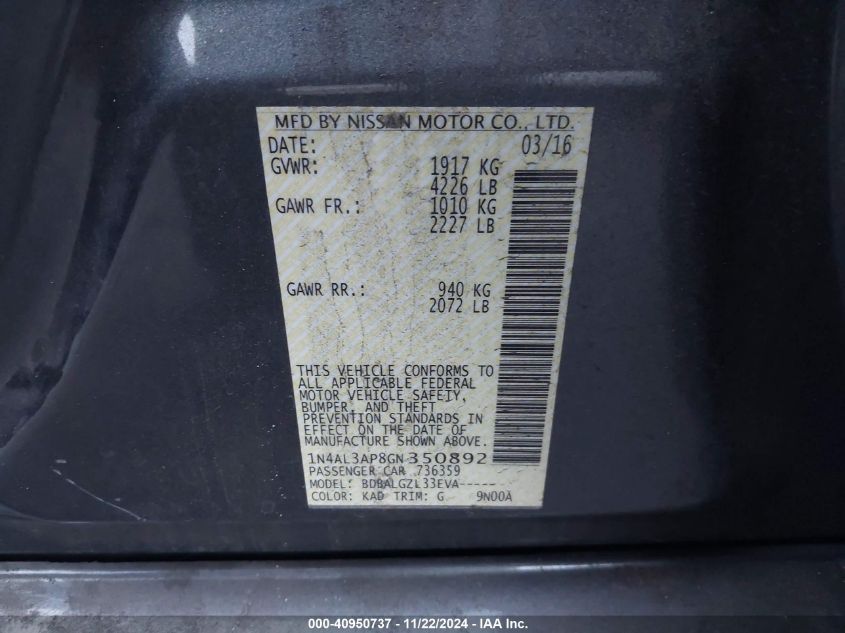 MFD BY NISSAN MOTOR CO., LTD.
DATE: 03/16
GVWR: 1917 KG
4226 LB
GAWR FR.: 1010 KG
2227 LB
GAWR RR.: 940 KG
2072 LB
THIS VEHICLE CONFORMS TO
ALL APPLICABLE FEDERAL
MOTOR VEHICLE SAFETY,
BUMPER, AND THEFT
PREVENTION STANDARDS IN
EFFECT ON THE DATE OF
MANUFACTURE SHOWN ABOVE.
1N4AL3AP8GN350892
PASSENGER CAR 736359
MODEL: BDBALGZL33EVA-----
COLOR: KAD TRIM: G 9N00A
000-40950737 - 11/22/2024 - IAA Inc.